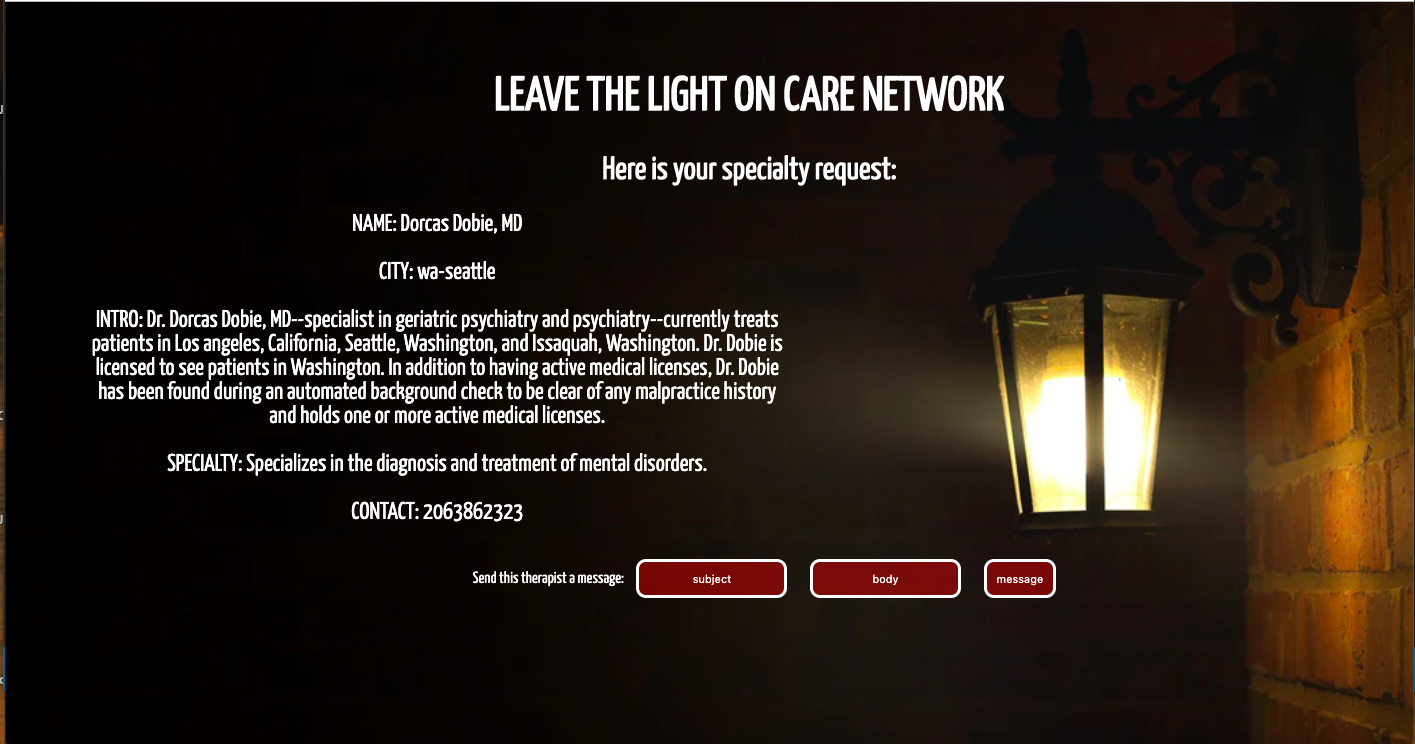 LEAVE THE LIGHT ON CARE NETWORK
Here is your specialty request:
NAME: Dorcas Dobie, MD
CITY: wa-seattle
INTRO: Dr. Dorcas Dobie, MD--specialist in geriatric psychiatry and psychiatry--currently treats
patients in Los angeles, California, Seattle, Washington, and Issaquah, Washington. Dr. Dobie is
licensed to see patients in Washington. In addition to having active medical licenses, Dr. Dobie
has been found during an automated background check to be clear of any malpractice history
and holds one or more active medical licenses.
SPECIALTY: Specializes in the diagnosis and treatment of mental disorders.
CONTACT: 2063862323
Send this therapist a message: subject body message